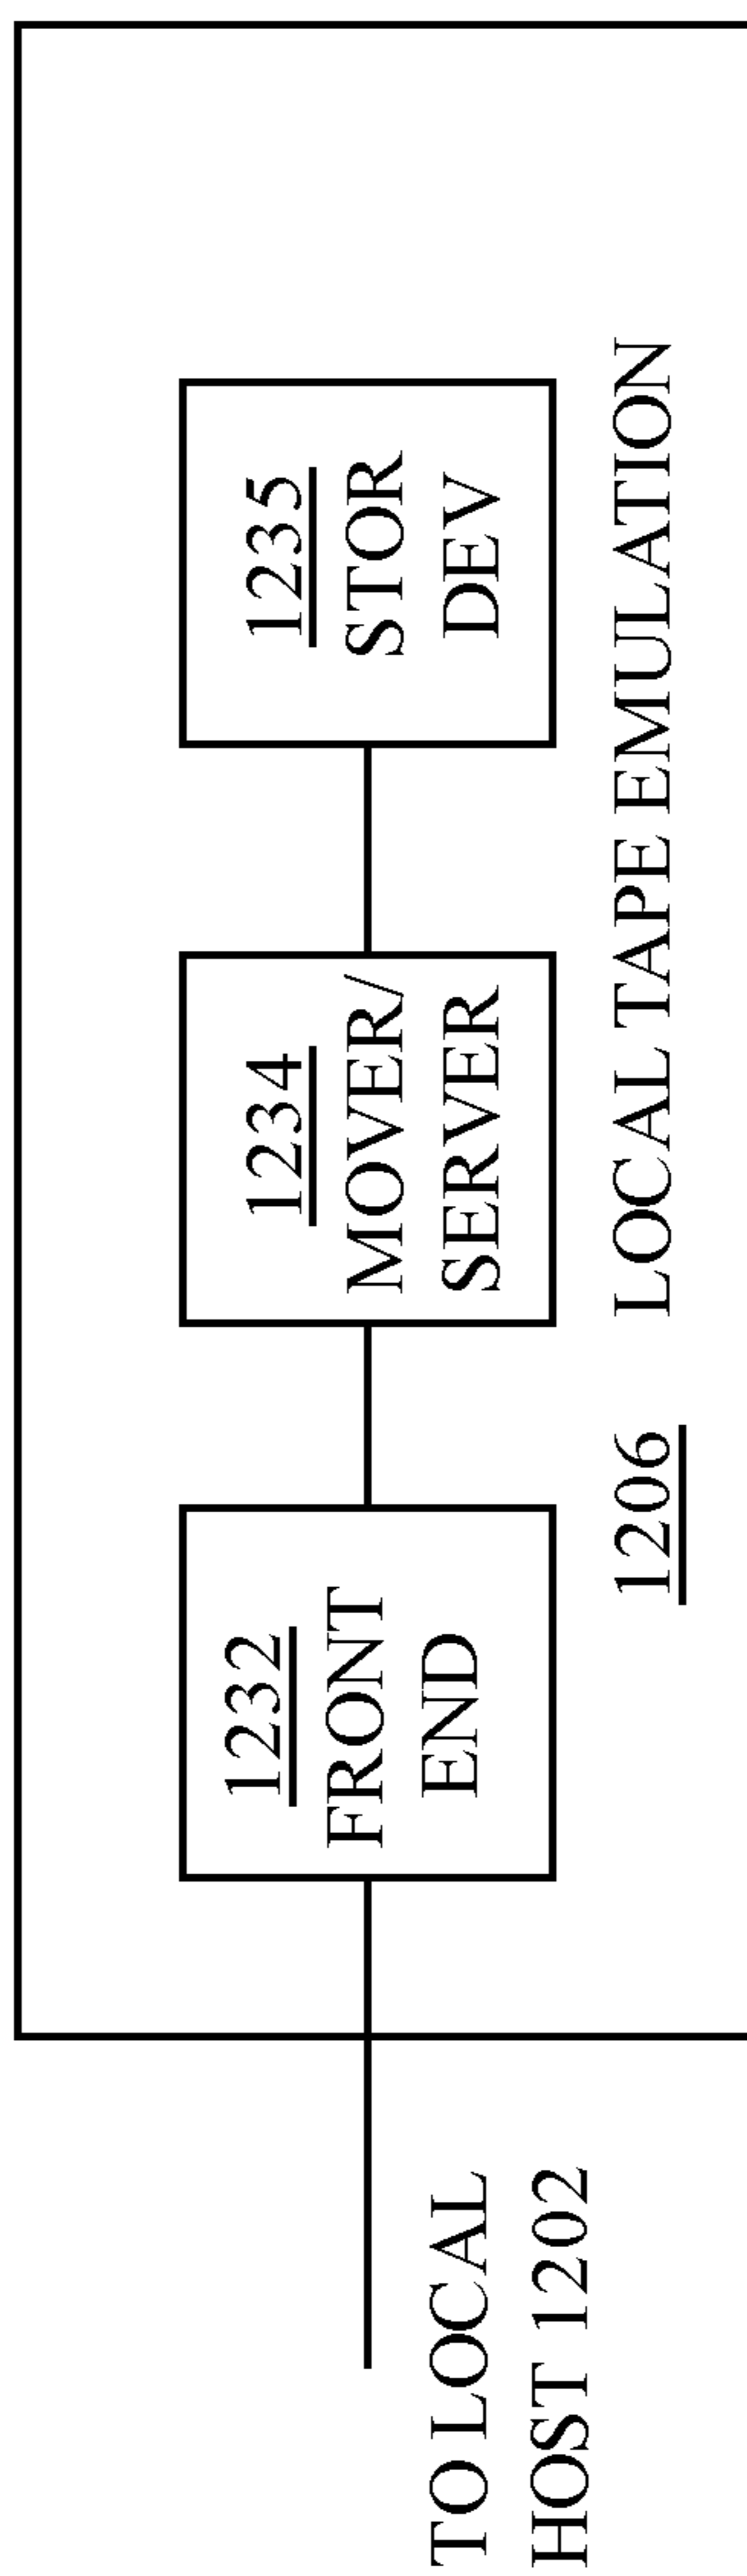 1232
FRONT
END
1234
MOVER/
SERVER
1235
STOR
DEV
TO LOCAL
HOST 1202
1206 LOCAL TAPE EMULATION